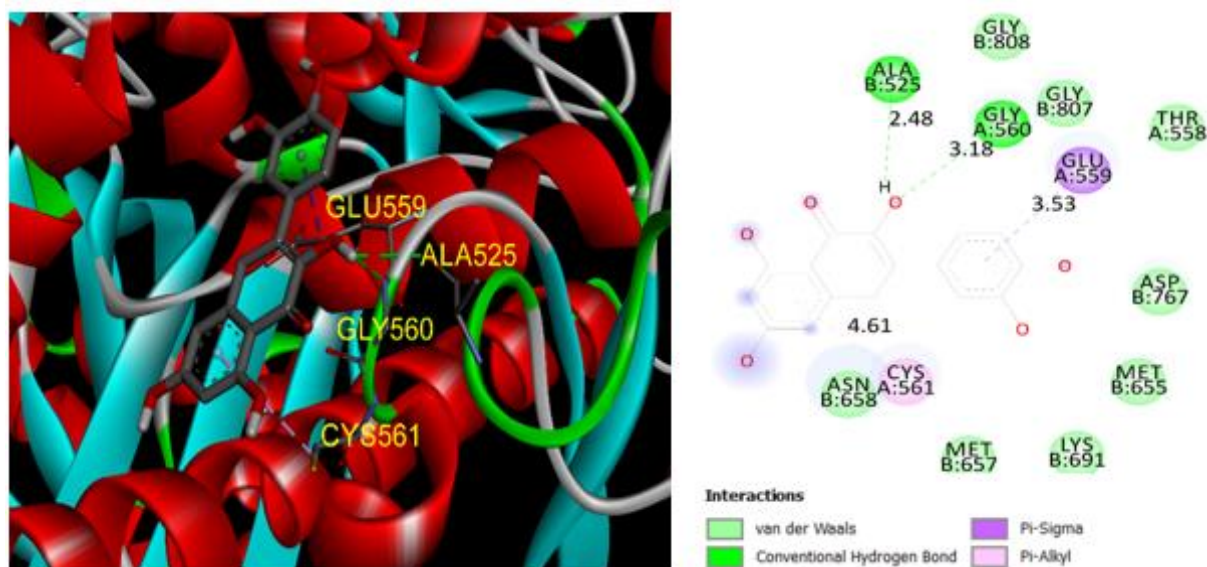 GLU559
ALA525
GLY560
CYS561
GLY
B:808
ALA
B:525
GLY
B:807
2.48
GLY
A:560
THR
A:558
3.18
GLU
A:559
H
O
O
3.53
O
O
ASP
B:767
O
4.61
O
ASN
B:658
CYS
A:561
MET
B:655
MET
B:657
LYS
B:691
Interactions
van der Waals
Conventional Hydrogen Bond
Pi-Sigma
Pi-Alkyl